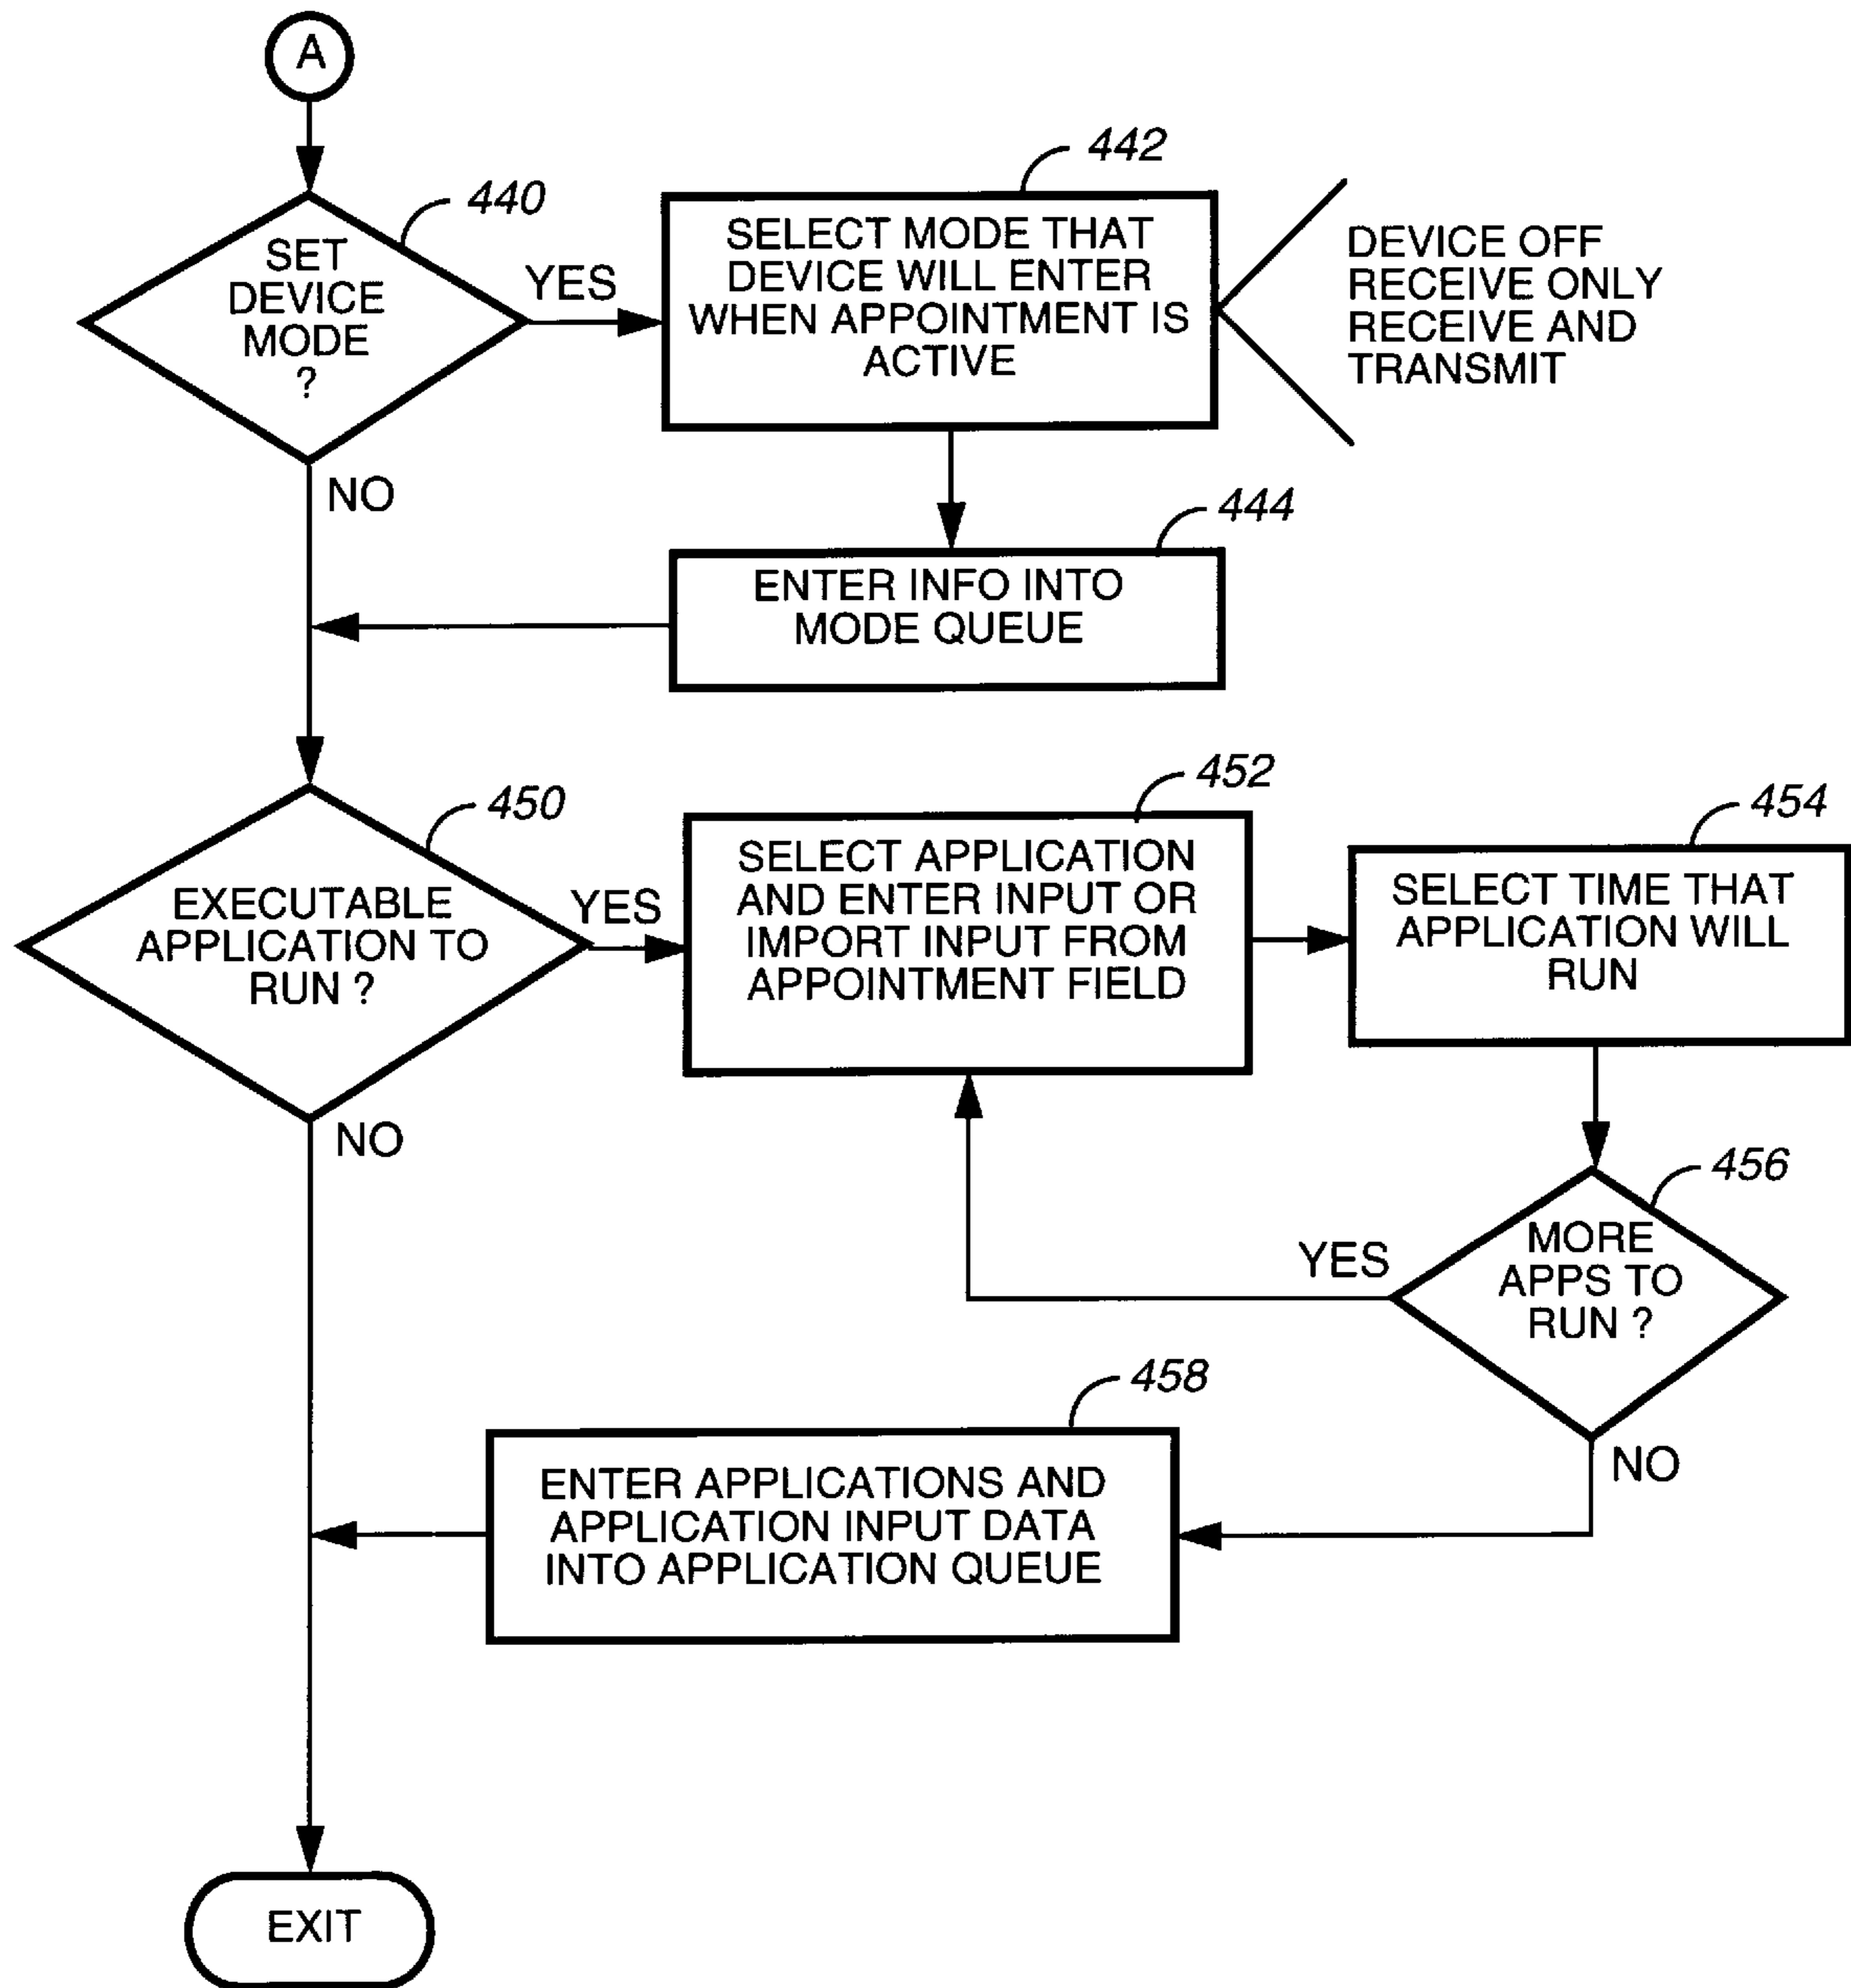 A
440
SET
DEVICE
MODE
?
YES
NO
442
SELECT MODE THAT
DEVICE WILL ENTER
WHEN APPOINTMENT IS
ACTIVE
DEVICE OFF
RECEIVE ONLY
RECEIVE AND
TRANSMIT
444
ENTER INFO INTO
MODE QUEUE
450
EXECUTABLE
APPLICATION TO
RUN ?
YES
NO
452
SELECT APPLICATION
AND ENTER INPUT OR
IMPORT INPUT FROM
APPOINTMENT FIELD
454
SELECT TIME THAT
APPLICATION WILL
RUN
456
MORE
APPS TO
RUN ?
YES
NO
458
ENTER APPLICATIONS AND
APPLICATION INPUT DATA
INTO APPLICATION QUEUE
EXIT